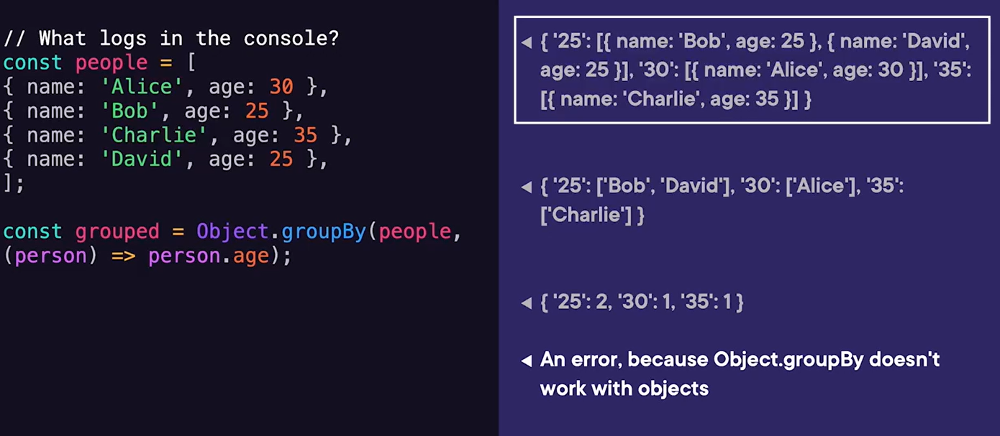 // What logs in the console?
const people = [
{ name: 'Alice', age: 30 },
{ name: 'Bob', age: 25 },
{ name: 'Charlie', age: 35 },
{ name: 'David', age: 25 },
];
const grouped = Object.groupBy(people,
(person) => person.age);
◄ { '25': [{ name: 'Bob', age: 25 }, { name: 'David',
age: 25 }], '30': [{ name: 'Alice', age: 30 }], '35':
[{ name: 'Charlie', age: 35 }] }
◄ { '25': ['Bob', 'David'], '30': ['Alice'], '35':
['Charlie'] }
◄ { '25': 2, '30': 1, '35': 1 }
◄ An error, because Object.groupBy doesn't
work with objects